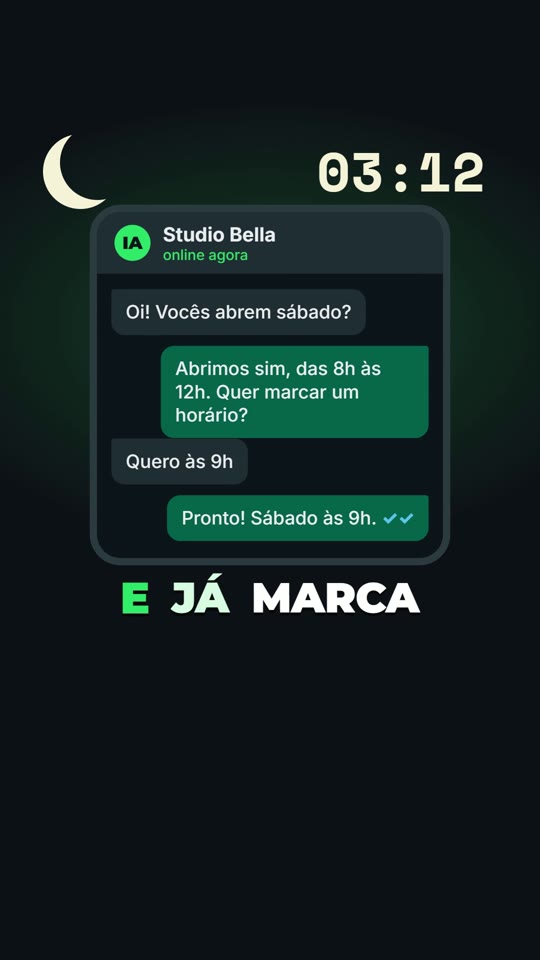 03:12
IA
Studio Bella
online agora
Oi! Vocês abrem sábado?
Abrimos sim, das 8h às
12h. Quer marcar um
horário?
Quero às 9h
Pronto! Sábado às 9h.
E JÁ MARCA